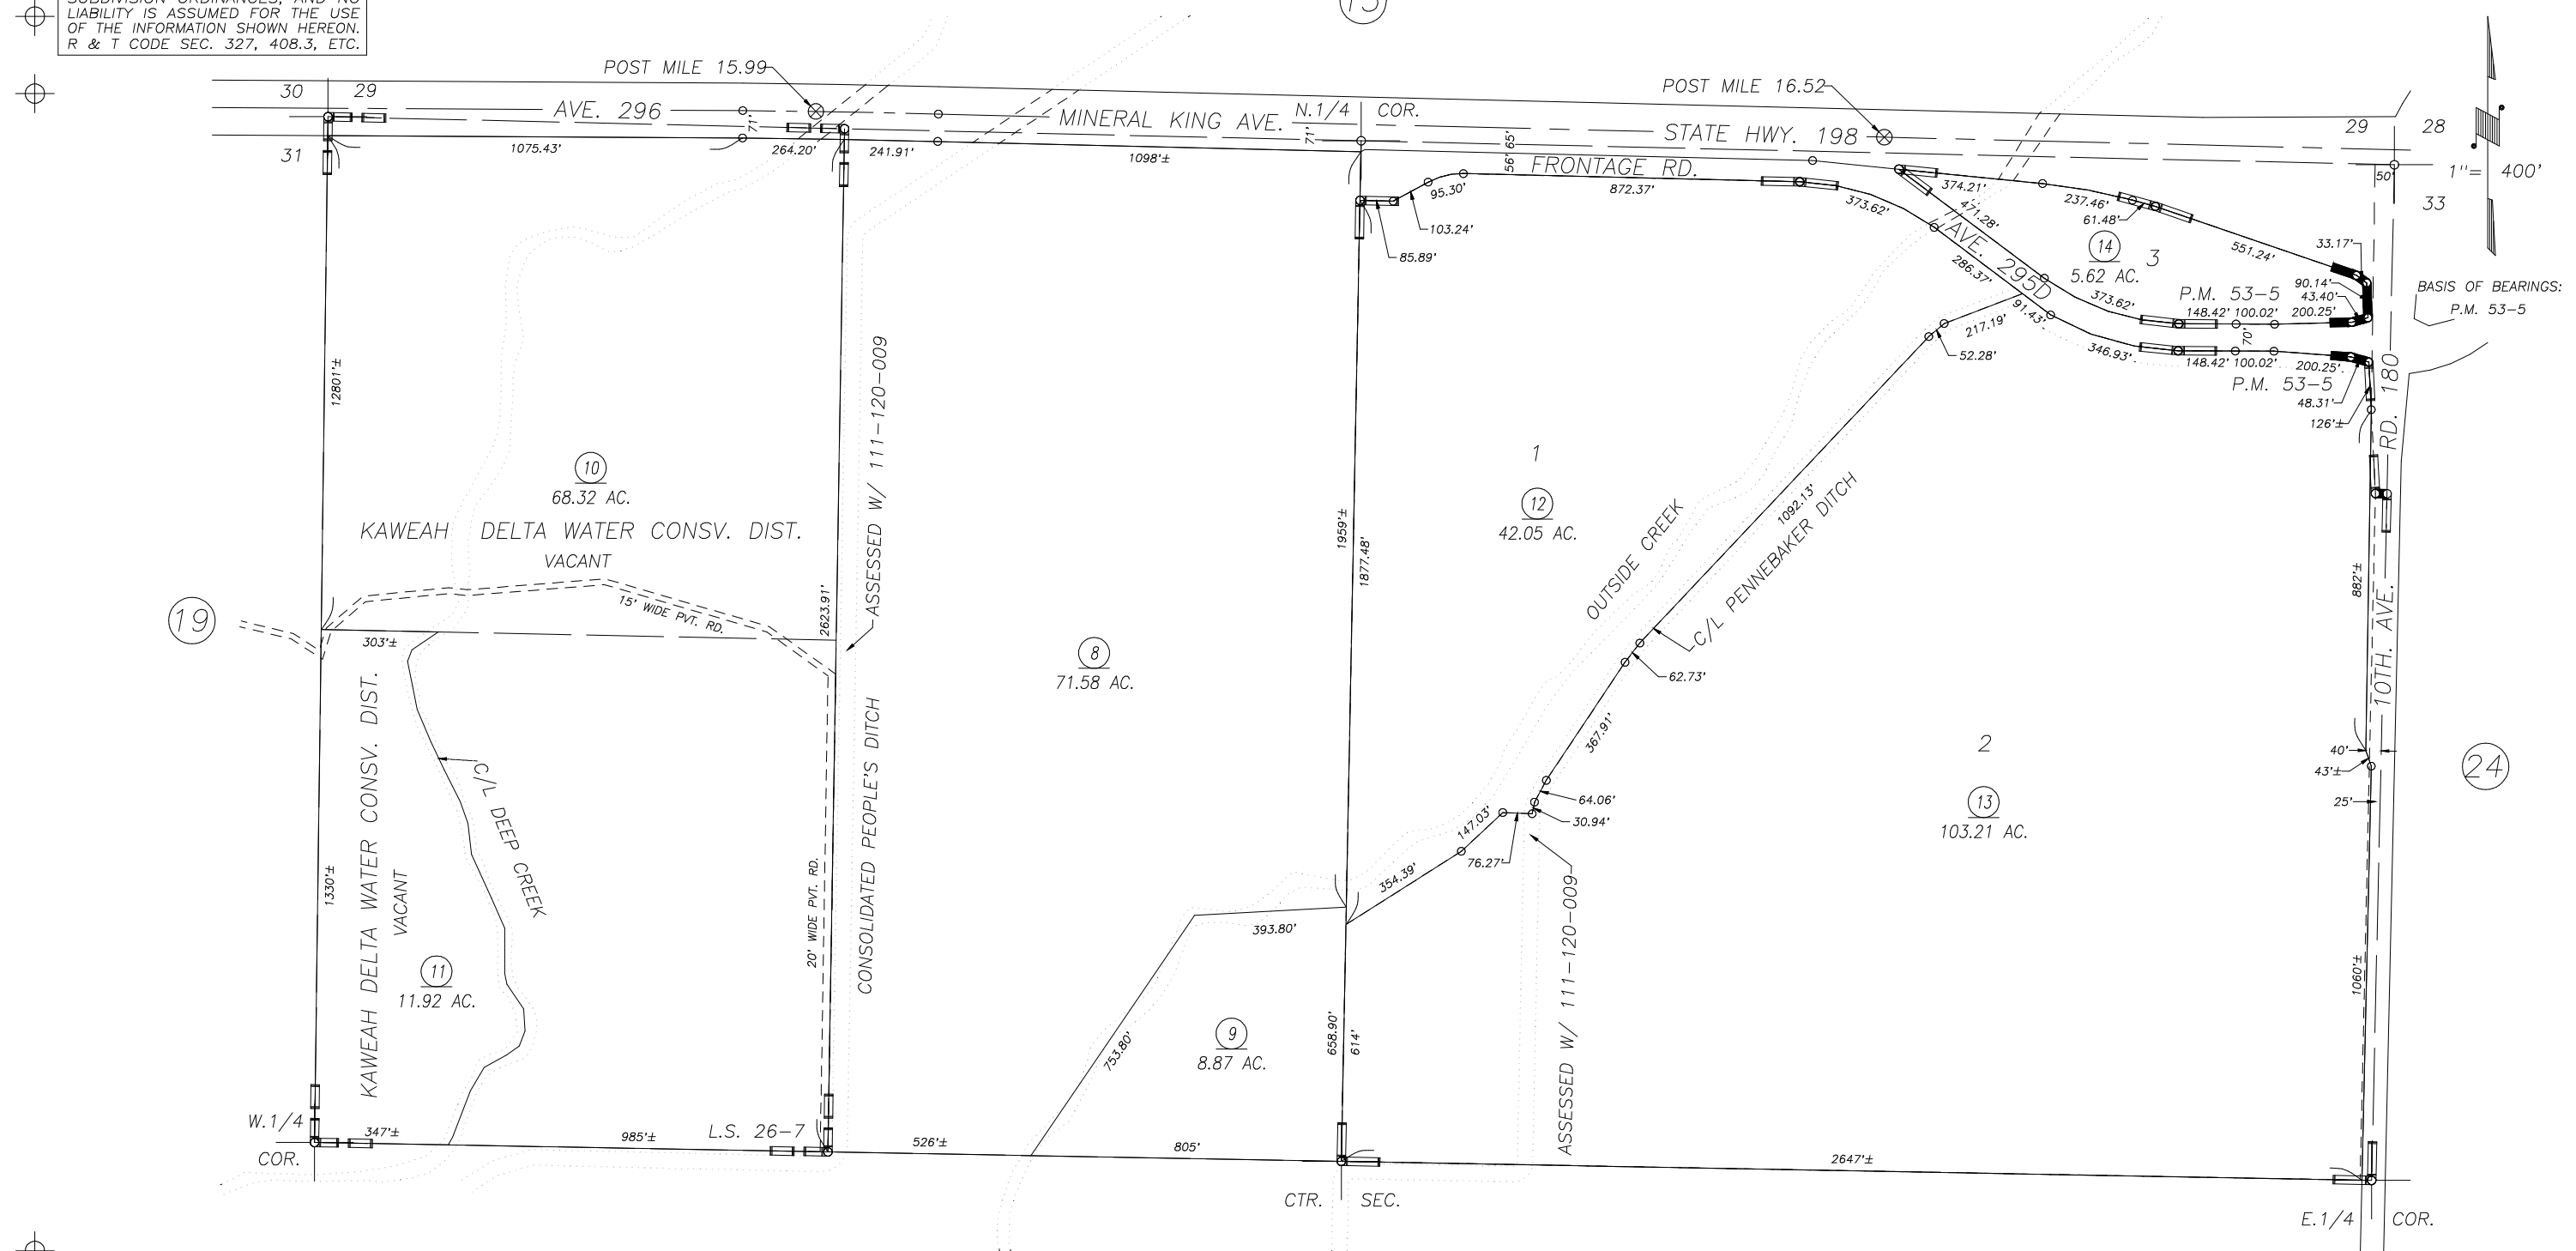 LIABILITY IS ASSUMED FOR THE USE
OF THE INFORMATION SHOWN HEREON.
R & T CODE SEC. 327, 408.3, ETC.
POST MILE 15.99
POST MILE 16.52
30
29
AVE. 296
71'
MINERAL KING AVE.
N.1/4 COR.
71'
STATE HWY. 198
29
28
31
1075.43'
264.20'
241.91'
1098'±
56' 65'
FRONTAGE RD.
872.37'
95.30'
103.24'
85.89'
373.62'
374.21'
471.28'
237.46'
61.48'
50'
33
1"= 400'
14
5.62 AC.
3
551.24'
33.17'
90.14'
43.40'
BASIS OF BEARINGS:
P.M. 53-5
AVE. 295D
286.37'
91.43'
373.62'
P.M. 53-5
148.42' 100.02' 200.25'
70'
217.19'
52.28'
346.93'
148.42' 100.02' 200.25'
P.M. 53-5
48.31'
126'±
RD. 180
10TH. AVE.
12801'±
10
68.32 AC.
KAWEAH DELTA WATER CONSV. DIST.
VACANT
15' WIDE PVT. RD.
2623.91'
ASSESSED W/ 111-120-009
1
12
42.05 AC.
1959'±
1877.48'
OUTSIDE CREEK
1092.13'
C/L PENNEBAKER DITCH
882'±
19
303'±
8
71.58 AC.
62.73'
367.91'
2
13
103.21 AC.
40'
43'±
25'
24
KAWEAH DELTA WATER CONSV. DIST.
VACANT
C/L DEEP CREEK
1330'±
20' WIDE PVT. RD.
CONSOLIDATED PEOPLE'S DITCH
64.06'
30.94'
147.03'
76.27'
354.39'
393.80'
ASSESSED W/ 111-120-009
1060'±
11
11.92 AC.
753.80'
9
8.87 AC.
658.90'
614'
W.1/4
COR.
347'±
985'±
L.S. 26-7
526'±
805'
2647'±
CTR. SEC.
E.1/4 COR.